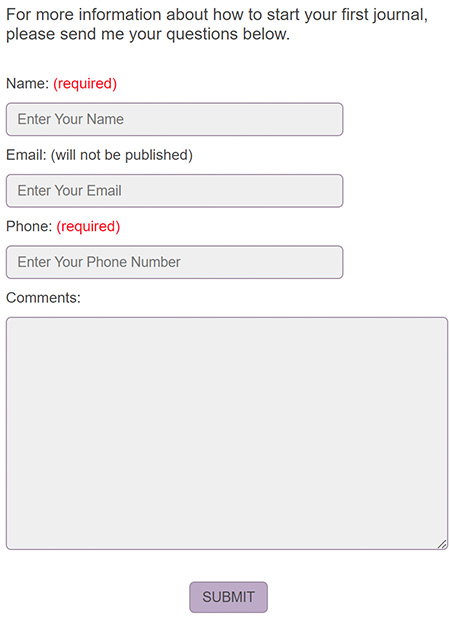 For more information about how to start your first journal,
please send me your questions below.
Name: (required)
Enter Your Name
Email: (will not be published)
Enter Your Email
Phone: (required)
Enter Your Phone Number
Comments:
SUBMIT